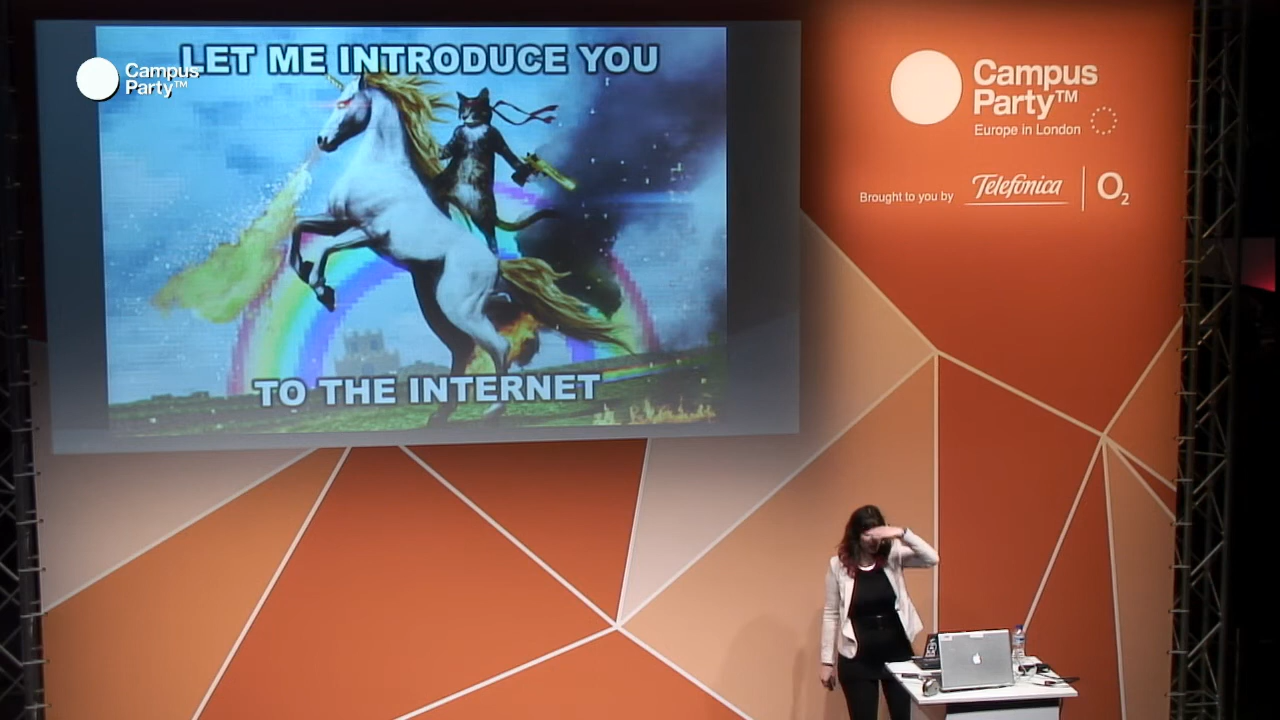 LET ME INTRODUCE YOU
TO THE INTERNET
Campus
Party™
Campus
Party™
Europe in London
Brought to you by
Telefónica
O2